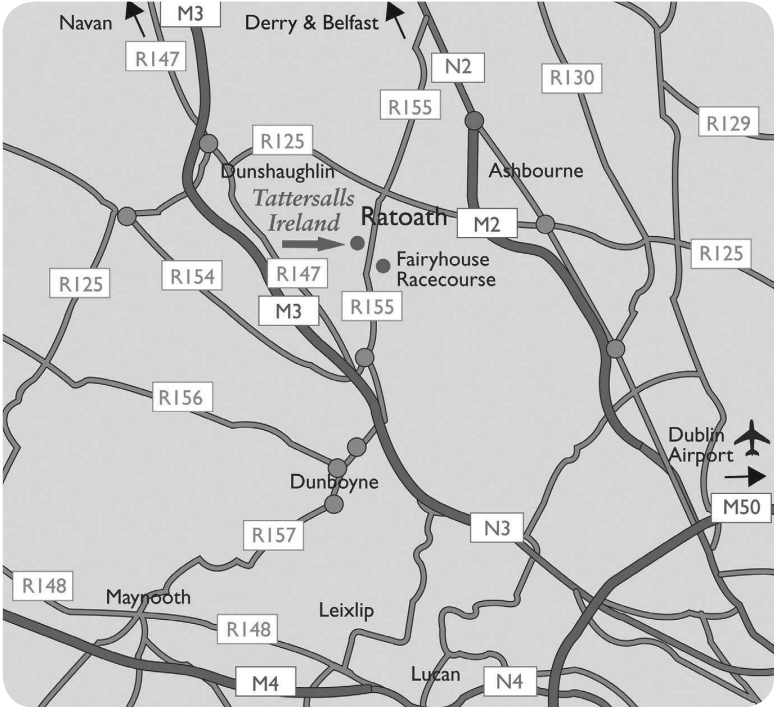 Navan
M3
Derry & Belfast
R147
N2
R130
R155
R129
R125
Dunshaughlin
Ashbourne
Tattersalls
Ireland
Ratoath
M2
R125
Fairyhouse
Racecourse
R125
R154
R147
M3
R155
R156
Dublin
Airport
Dunboyne
M50
R157
N3
R148
Maynooth
Leixlip
R148
Lucan
M4
N4